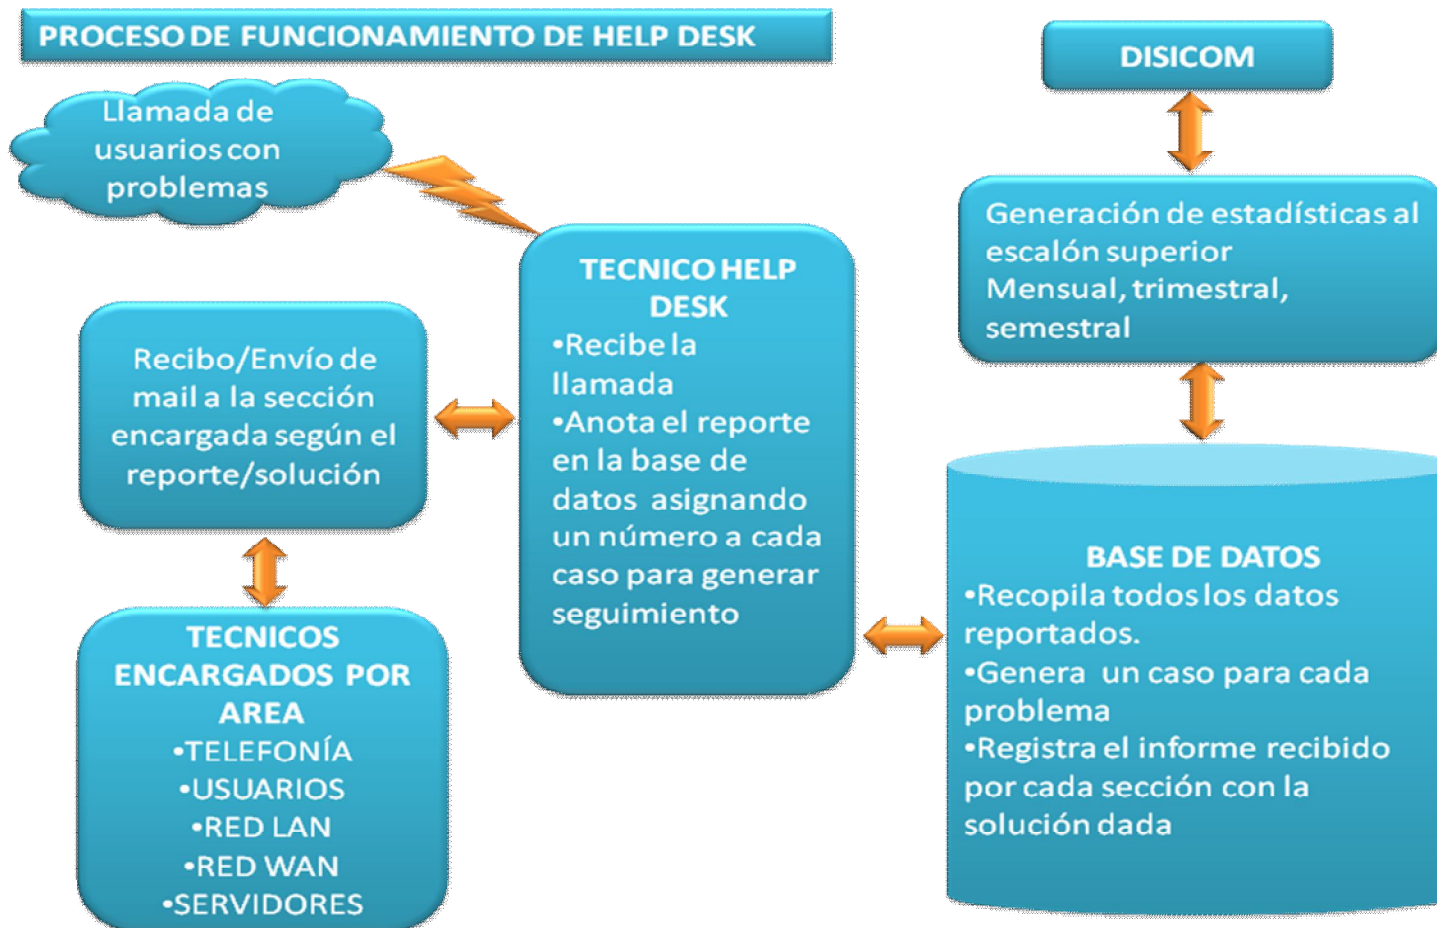 PROCESO DE FUNCIONAMIENTO DE HELP DESK
Llamada de
usuarios con
problemas
TECNICO HELP
DESK
•Recibe la
llamada
•Anota el reporte
en la base de
datos asignando
un número a cada
caso para generar
seguimiento
Recibo/Envío de
mail a la sección
encargada según el
reporte/solución
TECNICOS
ENCARGADOS POR
AREA
•TELEFONÍA
•USUARIOS
•RED LAN
•RED WAN
•SERVIDORES
DISICOM
Generación de estadísticas al
escalón superior
Mensual, trimestral,
semestral
BASE DE DATOS
•Recopila todos los datos
reportados.
•Genera un caso para cada
problema
•Registra el informe recibido
por cada sección con la
solución dada